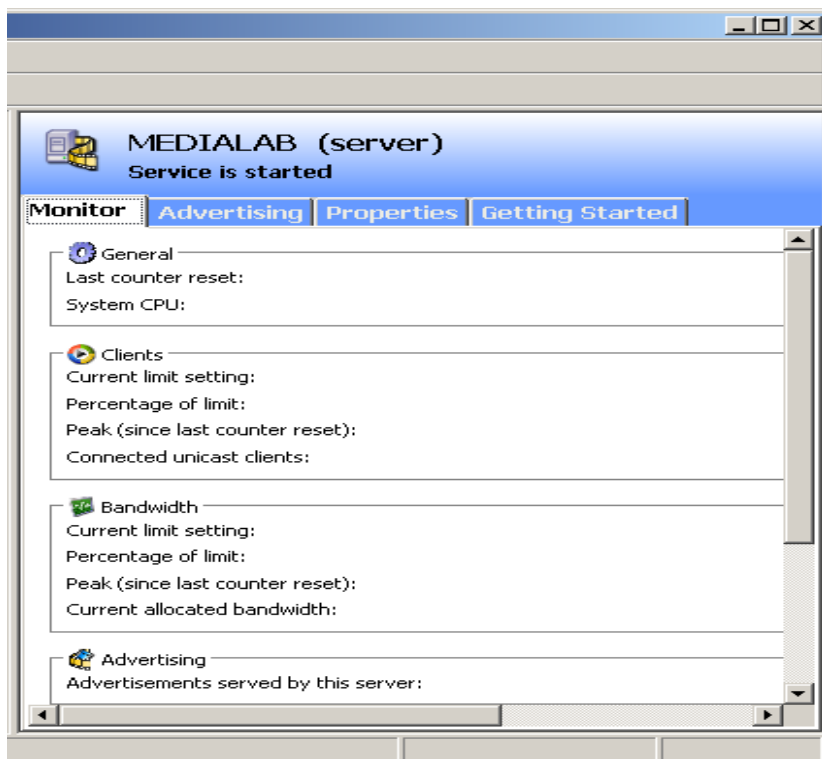 MEDIALAB (server)
Service is started
Monitor Advertising Properties Getting Started
General
Last counter reset:
System CPU:
Clients
Current limit setting:
Percentage of limit:
Peak (since last counter reset):
Connected unicast clients:
Bandwidth
Current limit setting:
Percentage of limit:
Peak (since last counter reset):
Current allocated bandwidth:
Advertising
Advertisements served by this server: